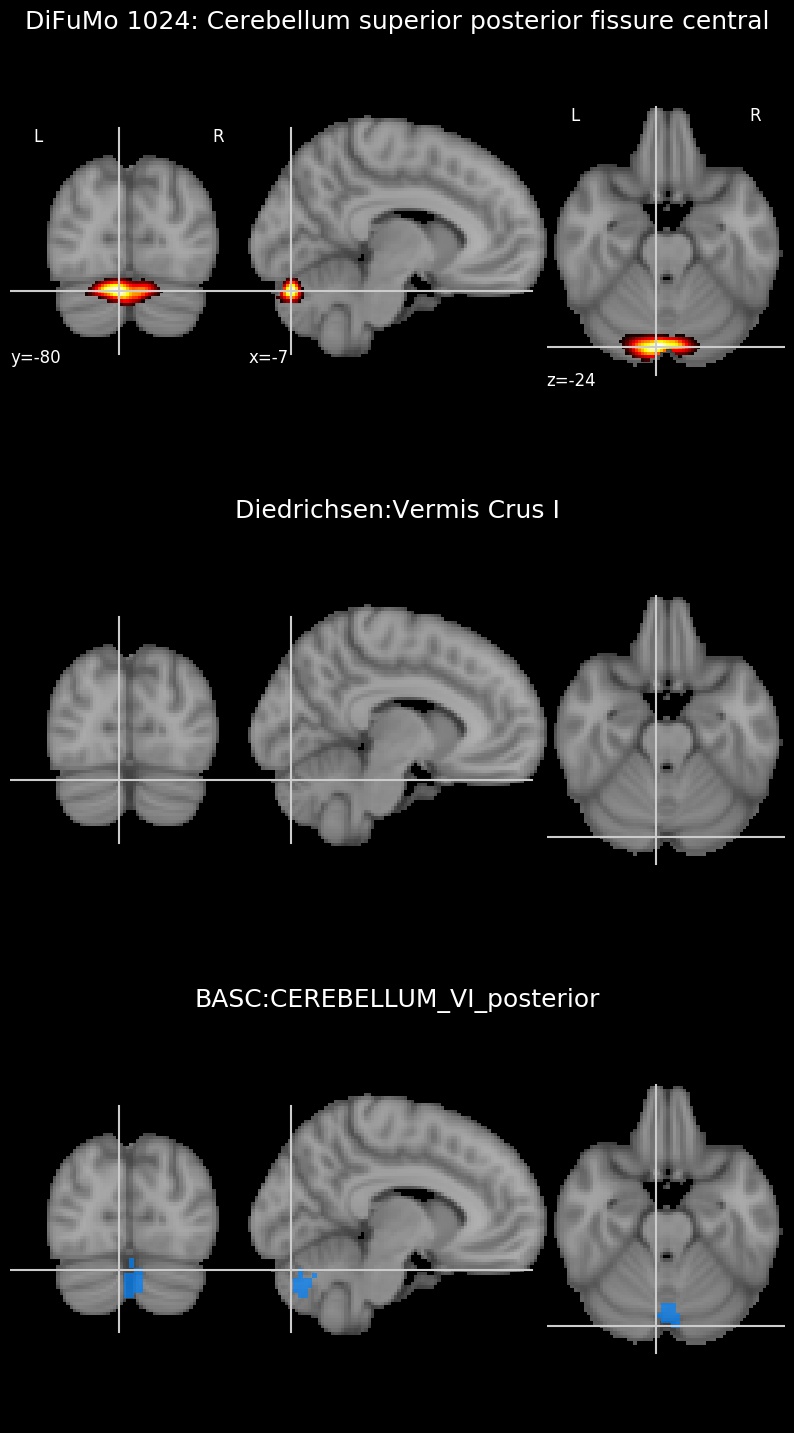 DiFuMo 1024: Cerebellum superior posterior fissure central
L R
L R
y=-80
x=-7
z=-24
Diedrichsen:Vermis Crus I
BASC:CEREBELLUM_VI_posterior